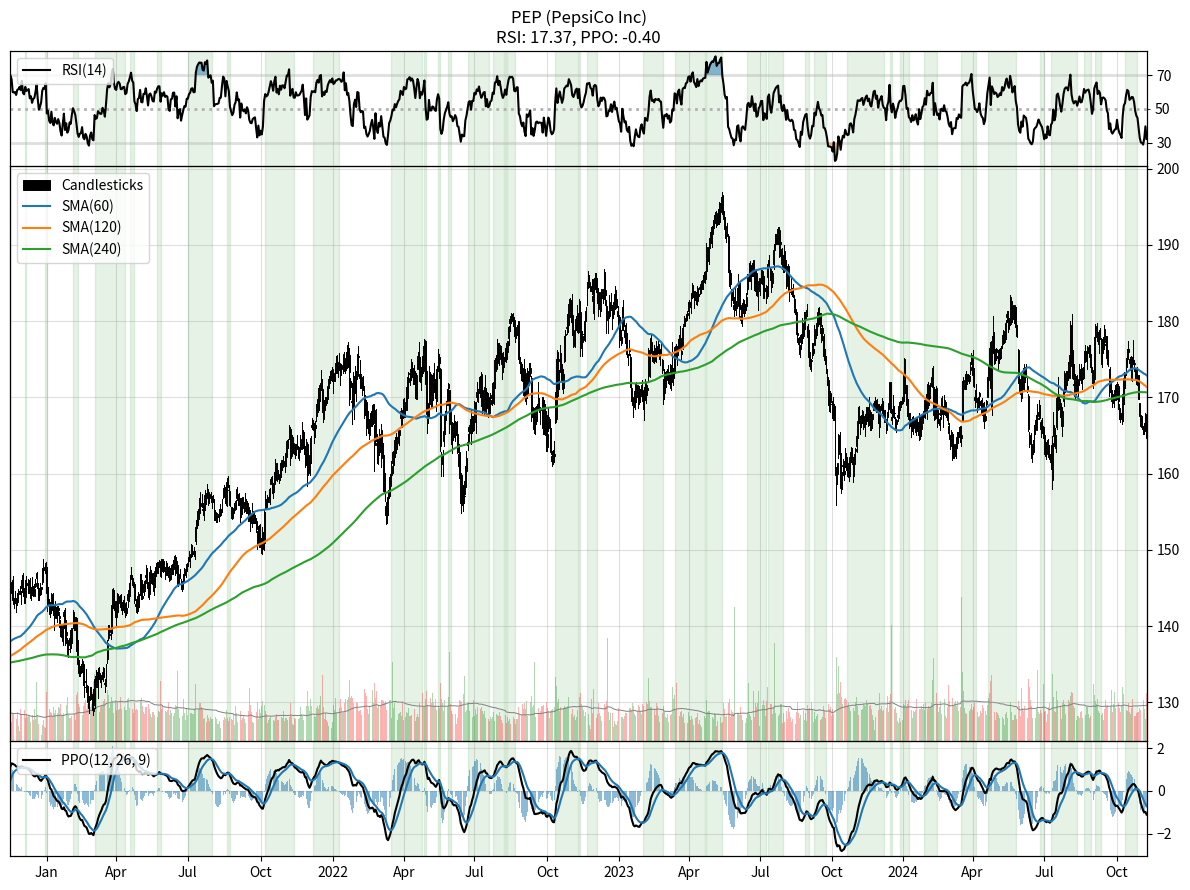 PEP (PepsiCo Inc)
RSI: 17.37, PPO: -0.40
RSI(14)
70
50
30
Candlesticks
SMA(60)
SMA(120)
SMA(240)
200
190
180
170
160
150
140
130
PPO(12, 26, 9)
2
0
−2
Jan Apr Jul Oct 2022 Apr Jul Oct 2023 Apr Jul Oct 2024 Apr Jul Oct